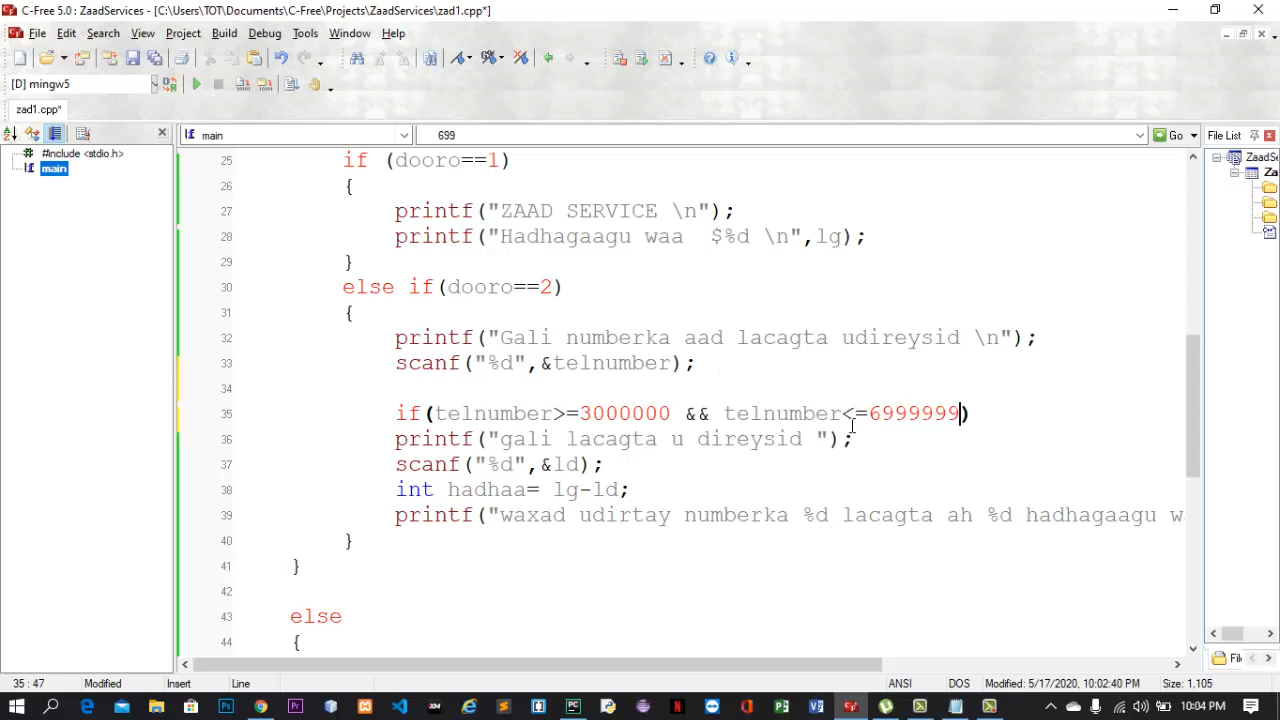 C-Free 5.0 : ZaadServices - [C:\Users\TOT\Documents\C-Free\Projects\ZaadServices\zad1.cpp*]
File Edit Search View Project Build Debug Tools Window Help
[D] mingw5
zad1.cpp*
main 699 Go File List
#include <stdio.h>
main
ZaadSe
Za
25 if (dooro==1)
26 {
27 printf("ZAAD SERVICE \n");
28 printf("Hadhagaagu waa  $%d \n",lg);
29 }
30 else if(dooro==2)
31 {
32 printf("Gali numberka aad lacagta udireysid \n");
33 scanf("%d",&telnumber);
34
35 if(telnumber>=3000000 && telnumber<=6999999)
36 printf("gali lacagta u direysid ");
37 scanf("%d",&ld);
38 int hadhaa= lg-ld;
39 printf("waxad udirtay numberka %d lacagta ah %d hadhagaagu w
40 }
41 }
42
43 else
44 {
File
35 : 47 Modified Insert Line ANSI DOS Modified: 5/17/2020, 10:02:40 PM Size: 1,105
10:04 PM